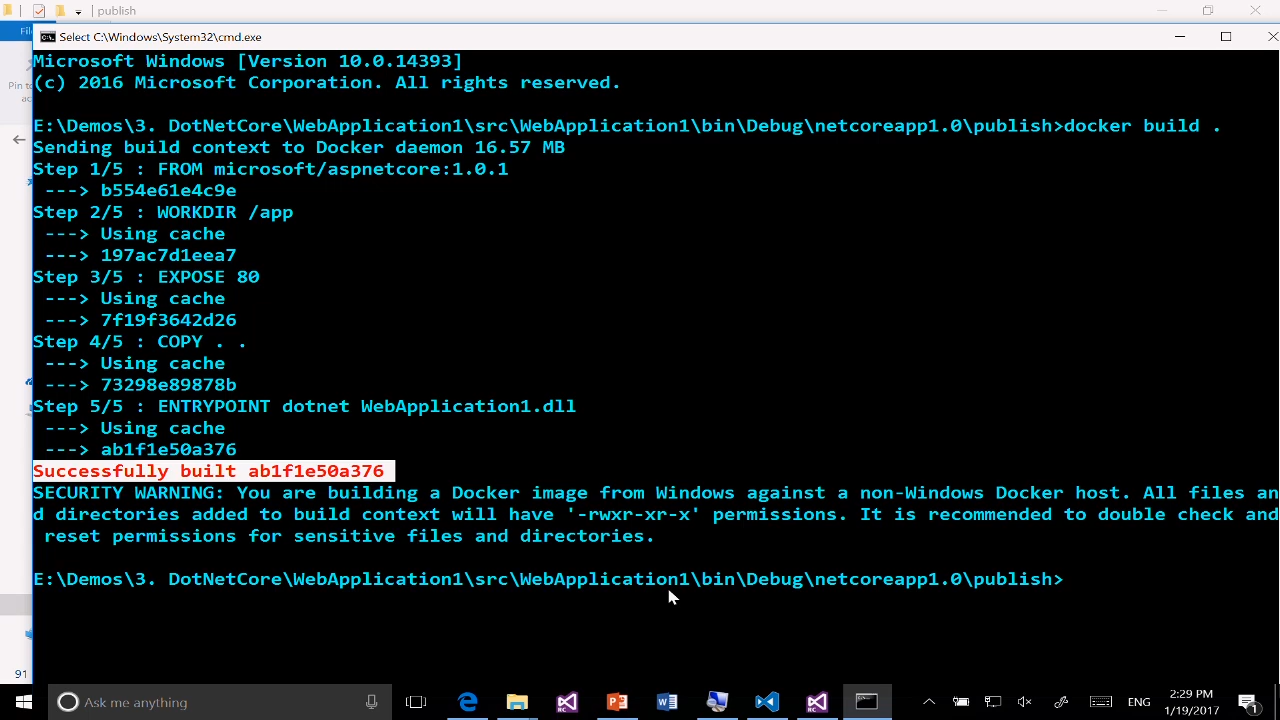 publish
Fil
Select C:\Windows\System32\cmd.exe
Microsoft Windows [Version 10.0.14393]
(c) 2016 Microsoft Corporation. All rights reserved.
Pin to
ac
E:\Demos\3. DotNetCore\WebApplication1\src\WebApplication1\bin\Debug\netcoreapp1.0\publish>docker build .
Sending build context to Docker daemon 16.57 MB
Step 1/5 : FROM microsoft/aspnetcore:1.0.1
 ---> b554e61e4c9e
Step 2/5 : WORKDIR /app
 ---> Using cache
 ---> 197ac7d1eea7
Step 3/5 : EXPOSE 80
 ---> Using cache
 ---> 7f19f3642d26
Step 4/5 : COPY . .
 ---> Using cache
 ---> 73298e89878b
Step 5/5 : ENTRYPOINT dotnet WebApplication1.dll
 ---> Using cache
 ---> ab1f1e50a376
Successfully built ab1f1e50a376
SECURITY WARNING: You are building a Docker image from Windows against a non-Windows Docker host. All files an
d directories added to build context will have '-rwxr-xr-x' permissions. It is recommended to double check and
 reset permissions for sensitive files and directories.
E:\Demos\3. DotNetCore\WebApplication1\src\WebApplication1\bin\Debug\netcoreapp1.0\publish>
91
Ask me anything
ENG
2:29 PM
1/19/2017
1